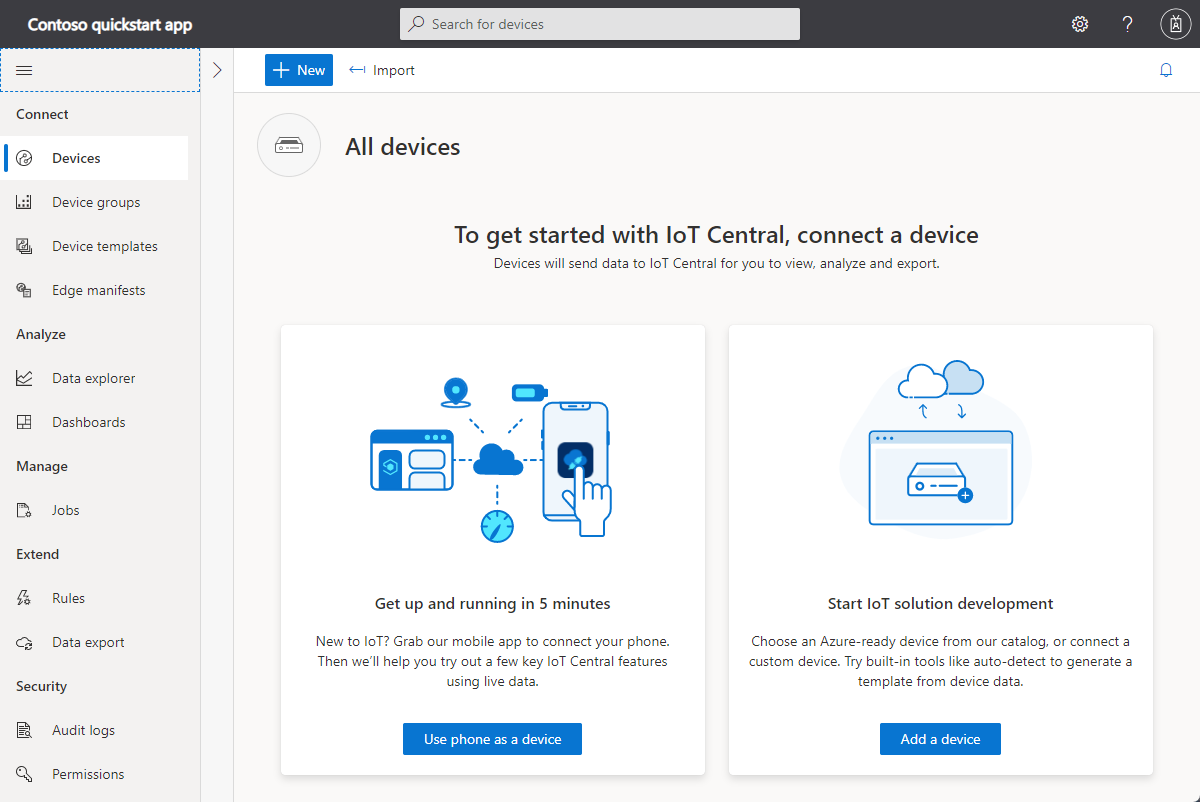 Contoso quickstart app
Search for devices
?
New
Import
Connect
Devices
Device groups
Device templates
Edge manifests
Analyze
Data explorer
Dashboards
Manage
Jobs
Extend
Rules
Data export
Security
Audit logs
Permissions
All devices
To get started with IoT Central, connect a device
Devices will send data to IoT Central for you to view, analyze and export.
Get up and running in 5 minutes
New to IoT? Grab our mobile app to connect your phone.
Then we’ll help you try out a few key IoT Central features
using live data.
Use phone as a device
Start IoT solution development
Choose an Azure-ready device from our catalog, or connect a
custom device. Try built-in tools like auto-detect to generate a
template from device data.
Add a device